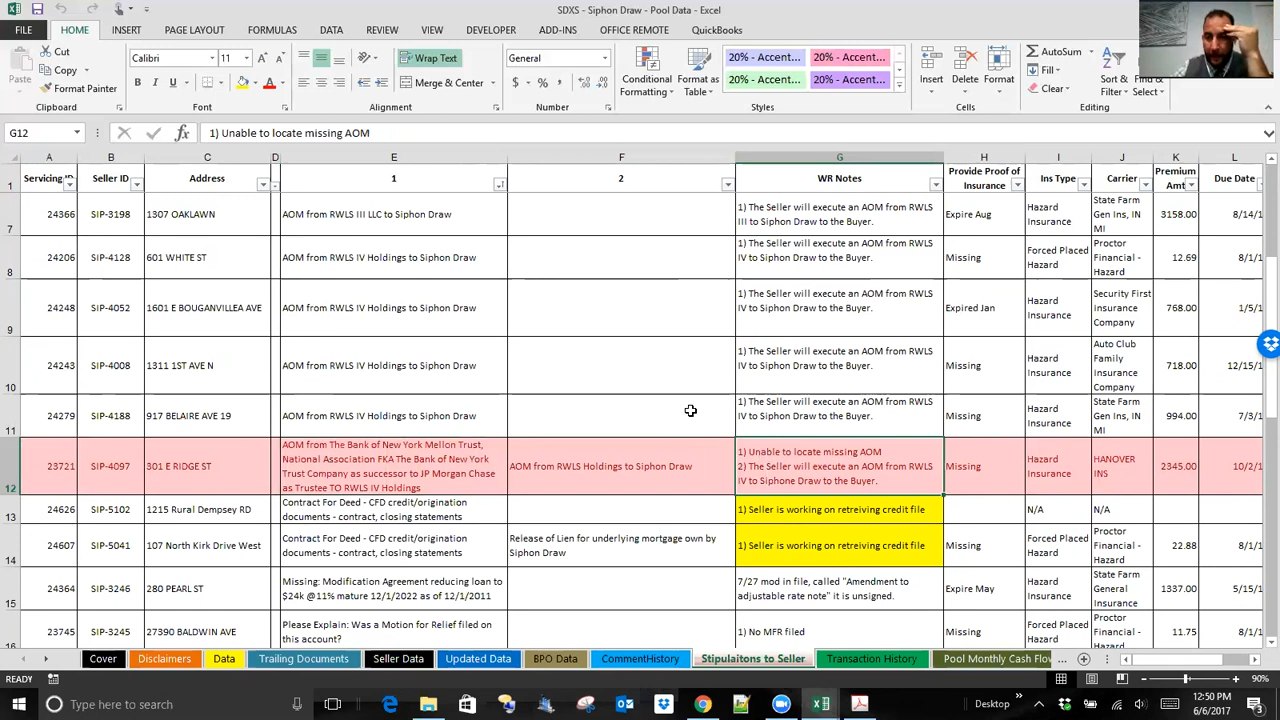 SDXS - Siphon Draw - Pool Data - Excel
FILE HOME INSERT PAGE LAYOUT FORMULAS DATA REVIEW VIEW DEVELOPER ADD-INS OFFICE REMOTE QuickBooks
Paste
Cut
Copy
Format Painter
Clipboard
Calibri 11
B I U
Font
Wrap Text
Merge & Center
Alignment
General
$ % ,
Number
Conditional Formatting
Format as Table
20% - Accent... 20% - Accent...
20% - Accent... 20% - Accent...
Styles
Insert Delete Format
Cells
AutoSum
Fill
Clear
Sort & Filter
Find & Select
Editing
G12 fx 1) Unable to locate missing AOM
A B C D E F G H I J K L
1 Servicing ID Seller ID Address 1 2 WR Notes Provide Proof of Insurance Ins Type Carrier Premium Amt Due Date
7 24366 SIP-3198 1307 OAKLAWN AOM from RWLS III LLC to Siphon Draw 1) The Seller will execute an AOM from RWLS III to Siphon Draw to the Buyer. Expire Aug Hazard Insurance State Farm Gen Ins, IN MI 3158.00 8/14/1
8 24206 SIP-4128 601 WHITE ST AOM from RWLS IV Holdings to Siphon Draw 1) The Seller will execute an AOM from RWLS IV to Siphon Draw to the Buyer. Missing Forced Placed Hazard Proctor Financial - Hazard 12.69 8/1/1
9 24248 SIP-4052 1601 E BOUGANVILLEA AVE AOM from RWLS IV Holdings to Siphon Draw 1) The Seller will execute an AOM from RWLS IV to Siphon Draw to the Buyer. Expired Jan Hazard Insurance Security First Insurance Company 768.00 1/5/1
10 24243 SIP-4008 1311 1ST AVE N AOM from RWLS IV Holdings to Siphon Draw 1) The Seller will execute an AOM from RWLS IV to Siphon Draw to the Buyer. Missing Hazard Insurance Auto Club Family Insurance Company 718.00 12/15/1
11 24279 SIP-4188 917 BELAIRE AVE 19 AOM from RWLS IV Holdings to Siphon Draw 1) The Seller will execute an AOM from RWLS IV to Siphon Draw to the Buyer. Missing Hazard Insurance State Farm Gen Ins, IN MI 994.00 7/3/1
12 23721 SIP-4097 301 E RIDGE ST AOM from The Bank of New York Mellon Trust, National Association FKA The Bank of New York Trust Company as successor to JP Morgan Chase as Trustee TO RWLS IV Holdings AOM from RWLS Holdings to Siphon Draw 1) Unable to locate missing AOM 2) The Seller will execute an AOM from RWLS IV to Siphone Draw to the Buyer. Missing Hazard Insurance HANOVER INS 2345.00 10/2/1
13 24626 SIP-5102 1215 Rural Dempsey RD Contract For Deed - CFD credit/origination documents - contract, closing statements 1) Seller is working on retreiving credit file N/A N/A
14 24607 SIP-5041 107 North Kirk Drive West Contract For Deed - CFD credit/origination documents - contract, closing statements Release of Lien for underlying mortgage own by Siphon Draw 1) Seller is working on retreiving credit file Missing Forced Placed Hazard Proctor Financial - Hazard 22.88 8/1/1
15 24364 SIP-3246 280 PEARL ST Missing: Modification Agreement reducing loan to $24k @11% mature 12/1/2022 as of 12/1/2011 7/27 mod in file, called "Amendment to adjustable rate note" it is unsigned. Expire May Hazard Insurance State Farm General Insurance 1337.00 5/15/1
23745 SIP-3245 27390 BALDWIN AVE Please Explain: Was a Motion for Relief filed on this account? 1) No MFR filed Missing Forced Placed Hazard Proctor Financial - 11.75 8/1/1
Cover Disclaimers Data Trailing Documents Seller Data Updated Data BPO Data CommentHistory Stipulaitons to Seller Transaction History Pool Monthly Cash Flow ...
READY 90%
Type here to search Desktop 12:50 PM
6/6/2017